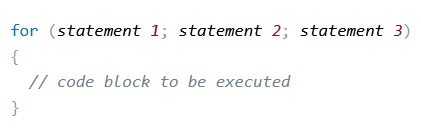 for (statement 1; statement 2; statement 3)
{
  // code block to be executed
}